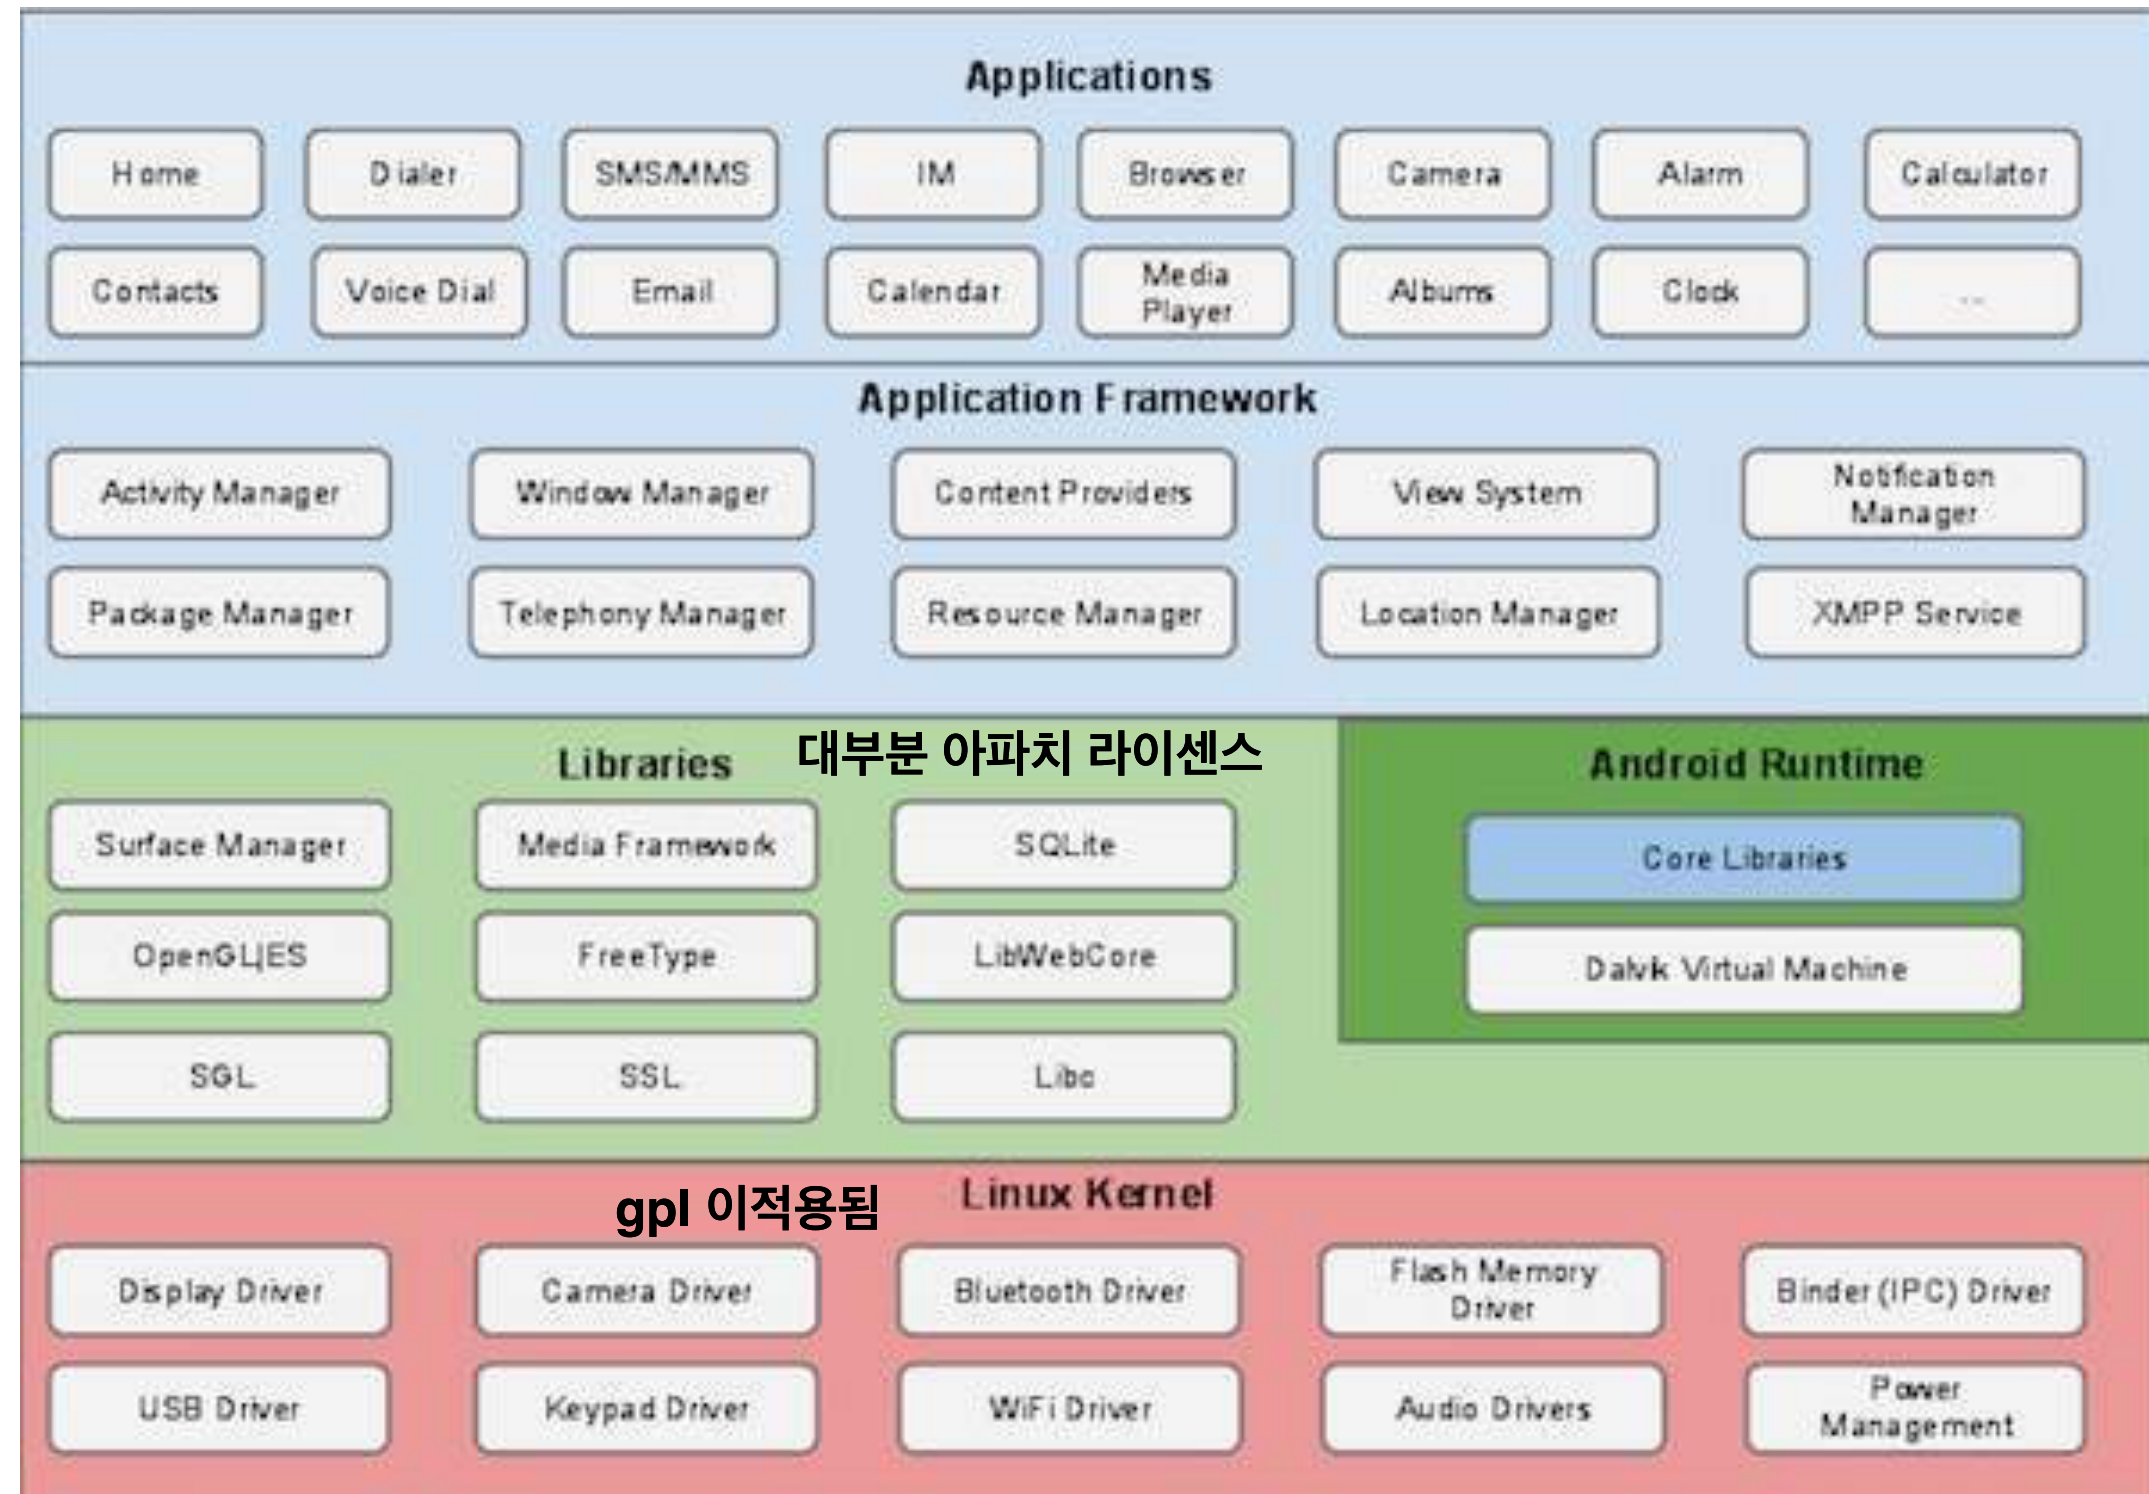 Applications
Home Dialer SMS/MMS IM Browser Camera Alarm Calculator
Contacts Voice Dial Email Calendar Media Player Albums Clock ...
Application Framework
Activity Manager Window Manager Content Providers View System Notification Manager
Package Manager Telephony Manager Resource Manager Location Manager XMPP Service
Libraries 대부분 아파치 라이센스
Surface Manager Media Framework SQLite
OpenGL|ES FreeType LibWebCore
SGL SSL Libc
Android Runtime
Core Libraries
Dalvik Virtual Machine
gpl 이적용됨 Linux Kernel
Display Driver Camera Driver Bluetooth Driver Flash Memory Driver Binder (IPC) Driver
USB Driver Keypad Driver WiFi Driver Audio Drivers Power Management